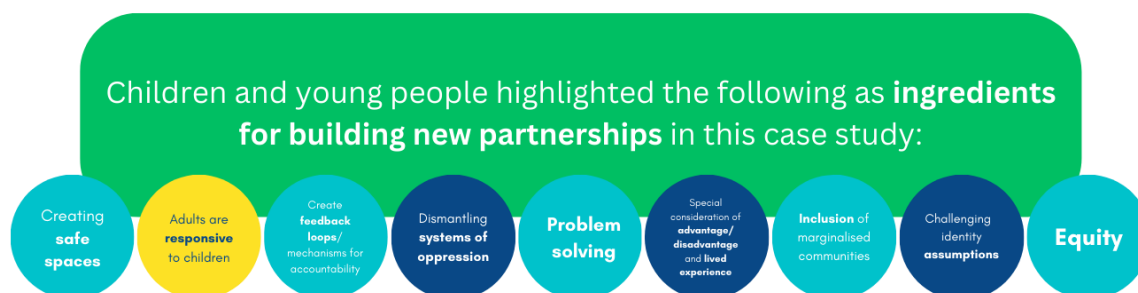 Children and young people highlighted the following as ingredients
for building new partnerships in this case study:
Creating
safe
spaces
Adults are
responsive
to children
Create
feedback
loops/
mechanisms for
accountability
Dismantling
systems of
oppression
Problem
solving
Special
consideration of
advantage/
disadvantage
and lived
experience
Inclusion of
marginalised
communities
Challenging
identity
assumptions
Equity